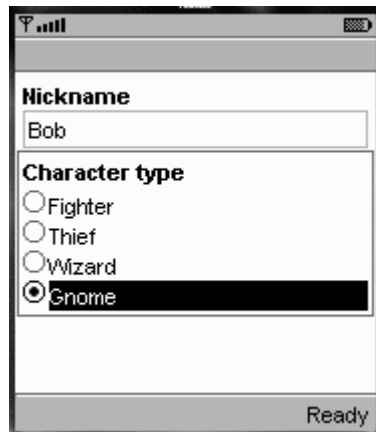 Nickname
Bob
Character type
Fighter
Thief
Wizard
Gnome
Ready